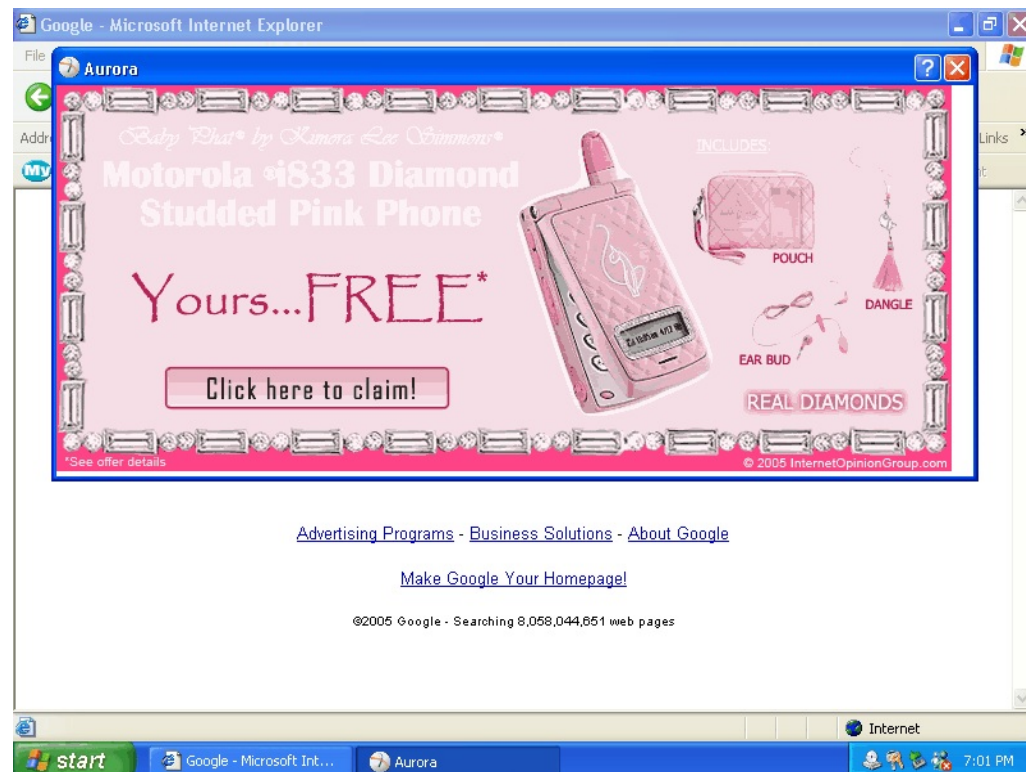 Google - Microsoft Internet Explorer
File
Aurora
Addre
Links
My
Baby Phat® by Kimora Lee Simmons®
Motorola ®i833 Diamond
Studded Pink Phone
INCLUDES:
Yours...FREE*
POUCH
DANGLE
EAR BUD
Click here to claim!
REAL DIAMONDS
*See offer details
© 2005 InternetOpinionGroup.com
Advertising Programs - Business Solutions - About Google
Make Google Your Homepage!
©2005 Google - Searching 8,058,044,651 web pages
Internet
start
Google - Microsoft Int...
Aurora
7:01 PM